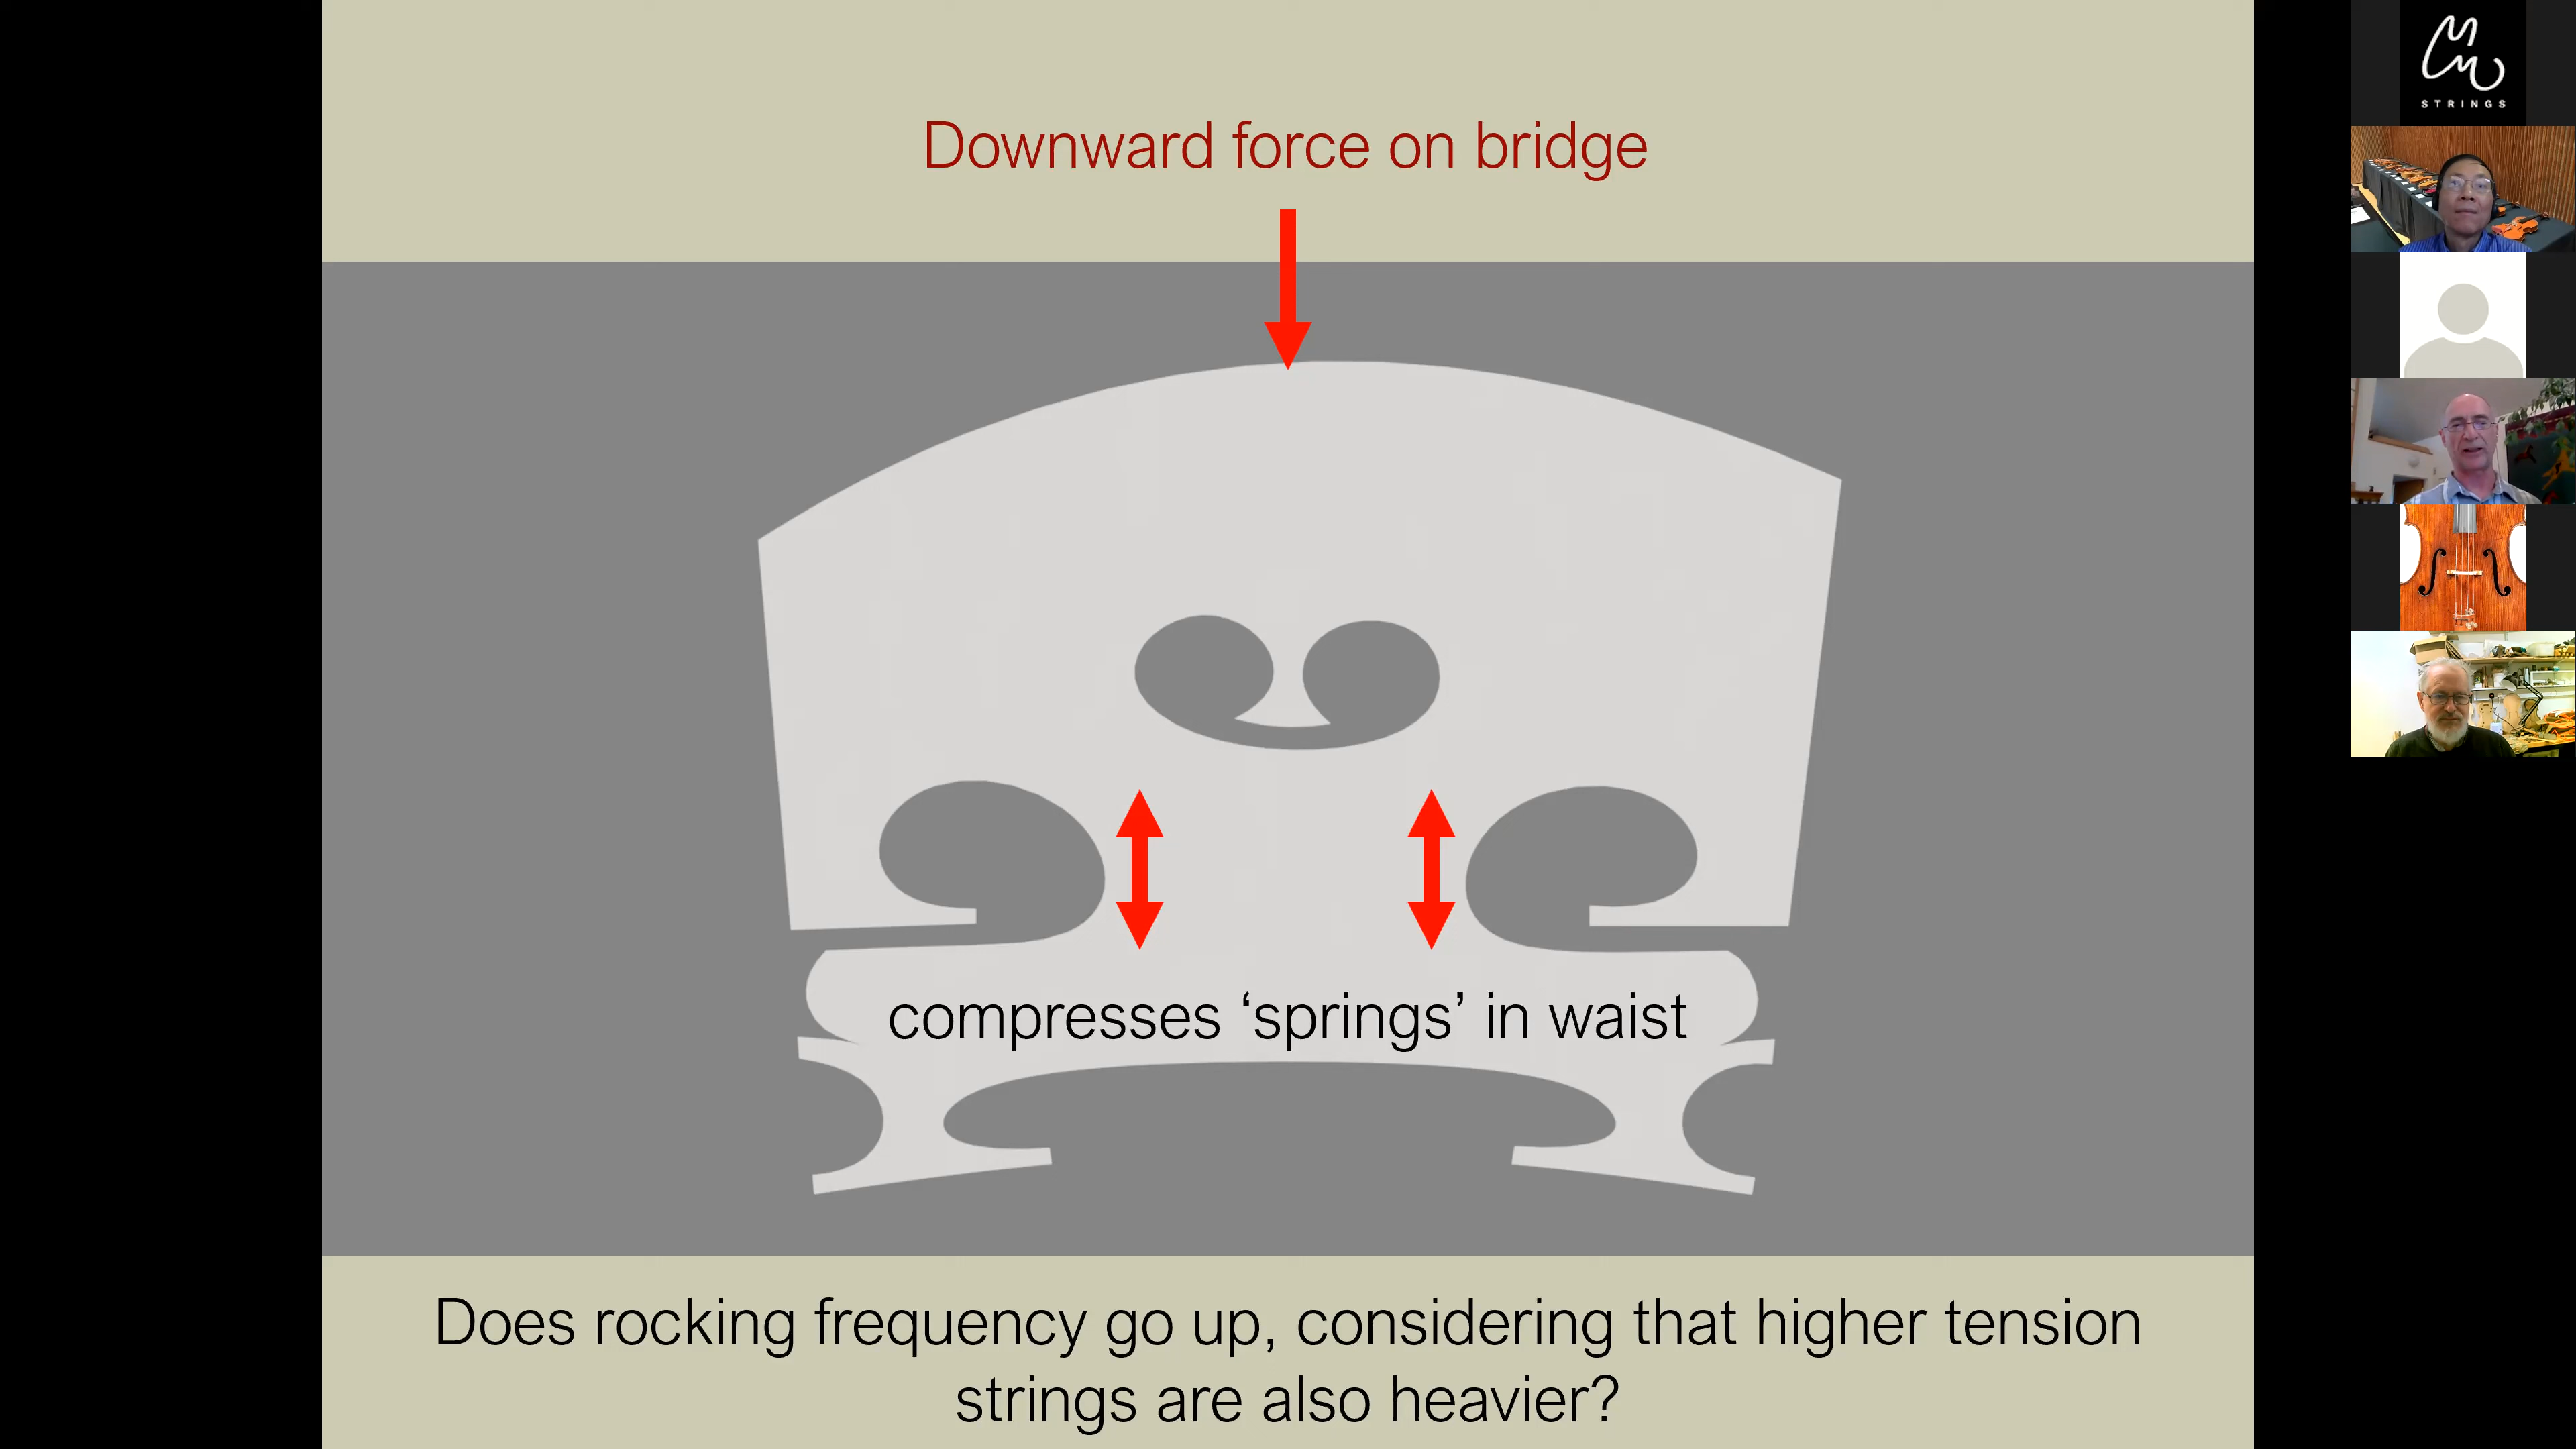 Downward force on bridge
compresses ‘springs’ in waist
Does rocking frequency go up, considering that higher tension
strings are also heavier?
STRINGS